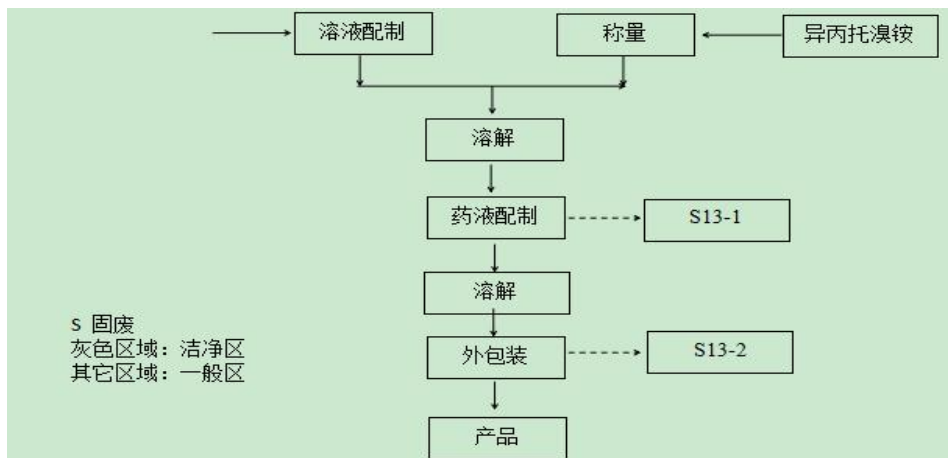 溶液配制
称量
异丙托溴铵
溶解
药液配制
S13-1
溶解
S 固废
灰色区域：洁净区
其它区域：一般区
外包装
S13-2
产品